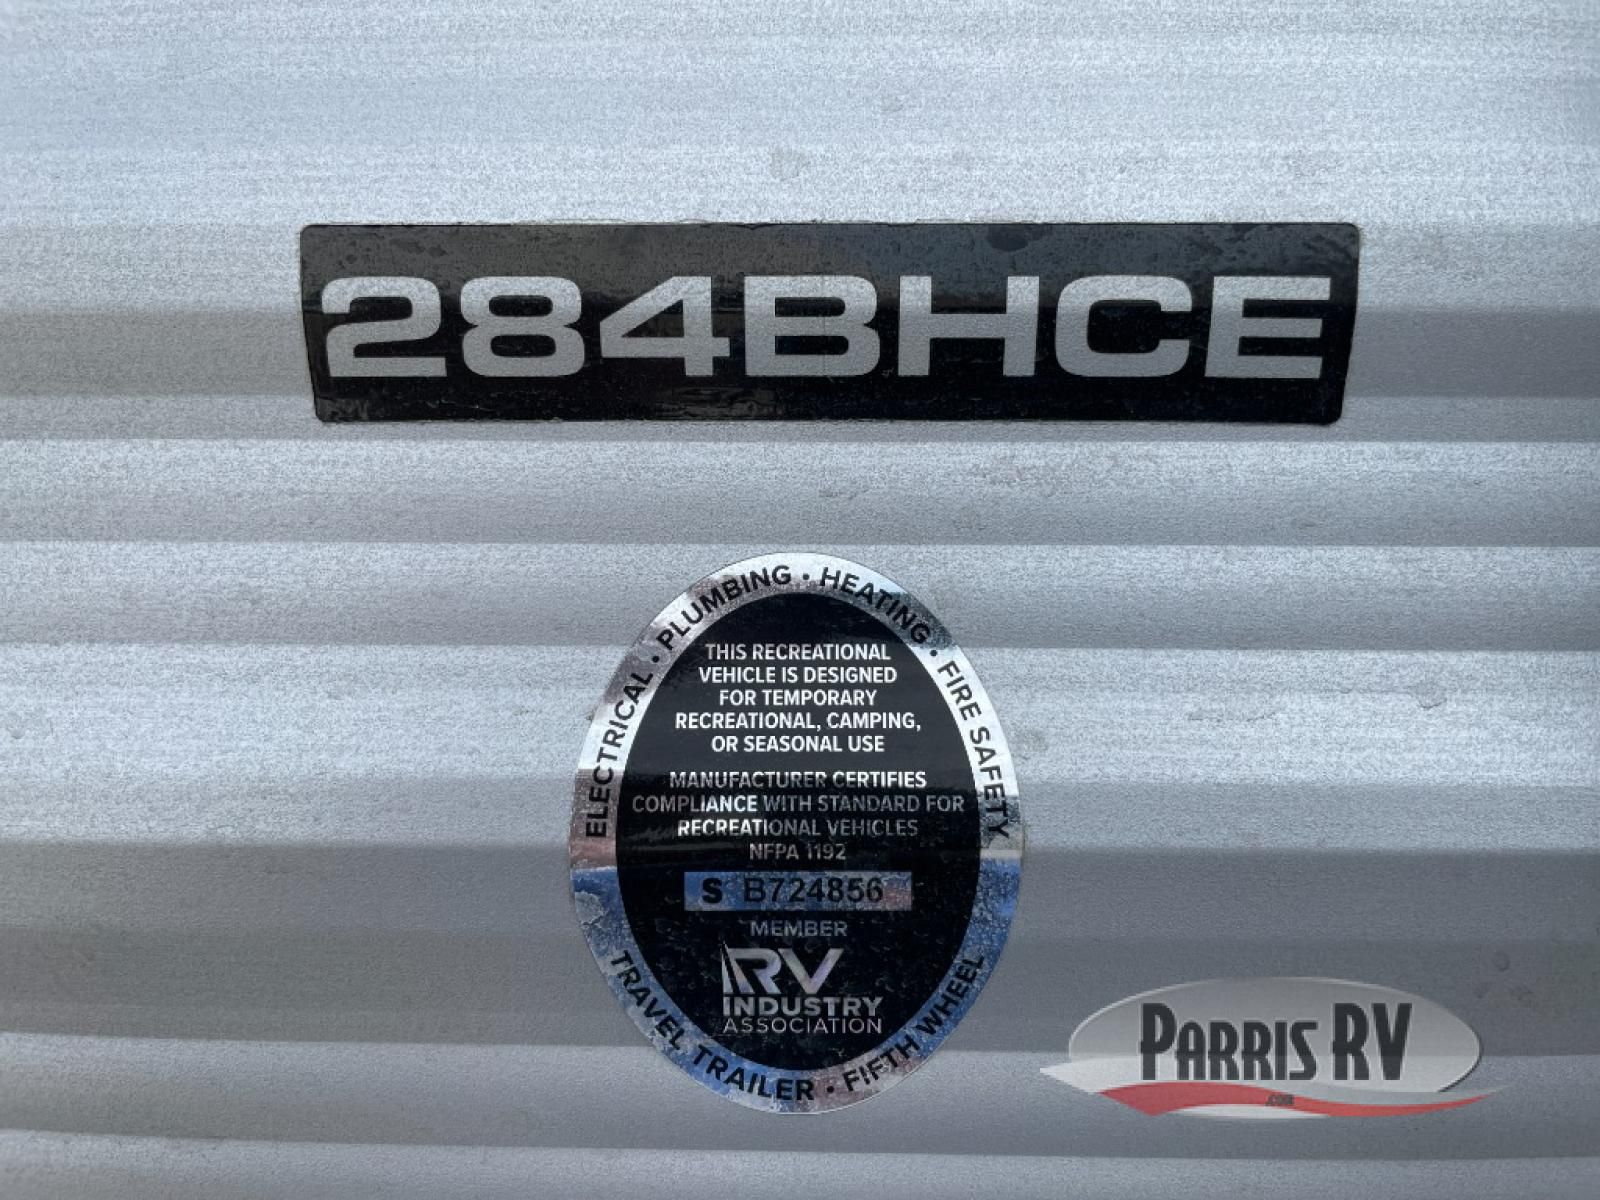 284BHCE
ELECTRICAL · PLUMBING · HEATING · FIRE SAFETY
THIS RECREATIONAL
VEHICLE IS DESIGNED
FOR TEMPORARY
RECREATIONAL, CAMPING,
OR SEASONAL USE
MANUFACTURER CERTIFIES
COMPLIANCE WITH STANDARD FOR
RECREATIONAL VEHICLES
NFPA 1192
S B724856
MEMBER
RV
INDUSTRY
ASSOCIATION
TRAVEL TRAILER · FIFTH WHEEL
PARRIS RV
.COM